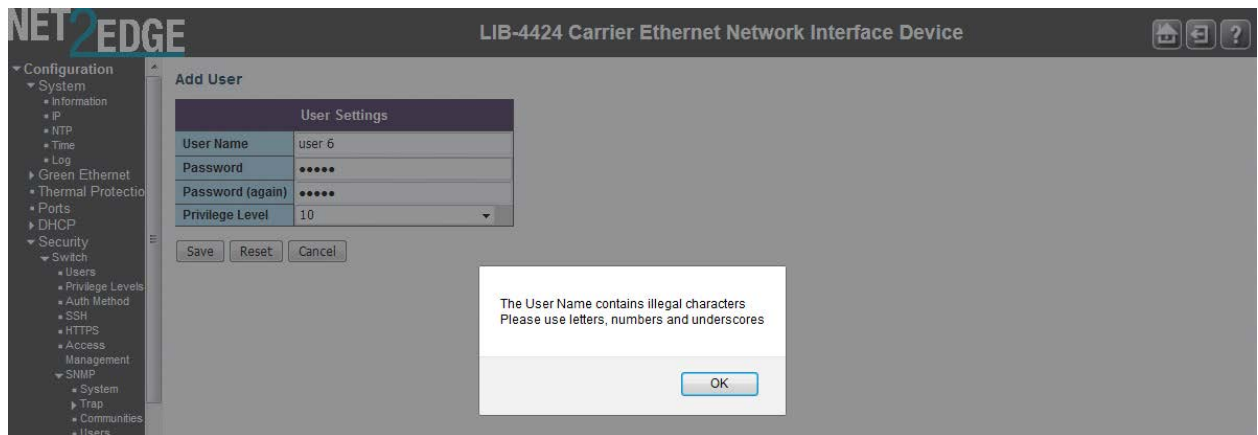 NET2EDGE
LIB-4424 Carrier Ethernet Network Interface Device
?
Configuration
System
Information
IP
NTP
Time
Log
Green Ethernet
Thermal Protectio
Ports
DHCP
Security
Switch
Users
Privilege Levels
Auth Method
SSH
HTTPS
Access
Management
SNMP
System
Trap
Communities
Users
Add User
User Settings
User Name user 6
Password •••••
Password (again) •••••
Privilege Level 10
Save Reset Cancel
The User Name contains illegal characters
Please use letters, numbers and underscores
OK